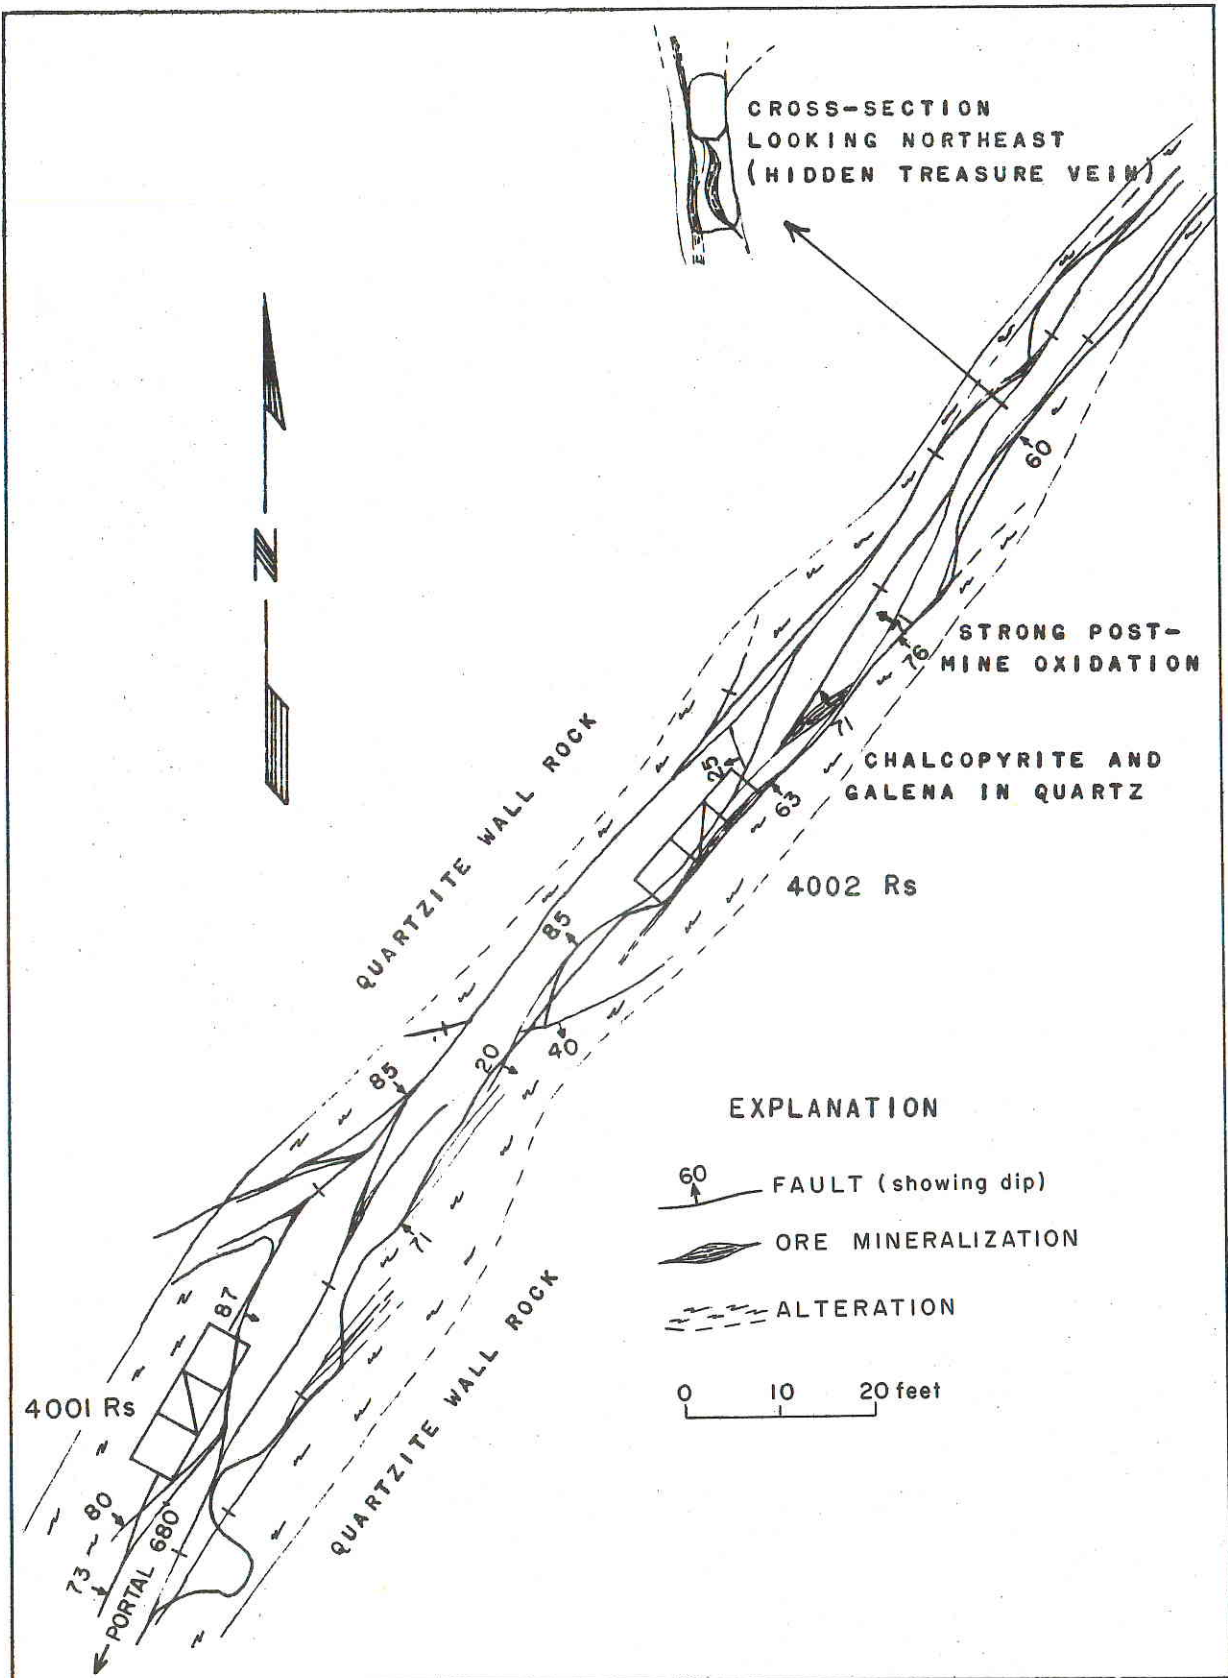 CROSS-SECTION
LOOKING NORTHEAST
(HIDDEN TREASURE VEIN)
N
60
STRONG POST-
MINE OXIDATION
71
76
71
CHALCOPYRITE AND
GALENA IN QUARTZ
25
63
4002 Rs
QUARTZITE WALL ROCK
85
40
20
85
71
87
4001 Rs
QUARTZITE WALL ROCK
80
73
PORTAL 680'
EXPLANATION
60
FAULT (showing dip)
ORE MINERALIZATION
ALTERATION
0 10 20 feet